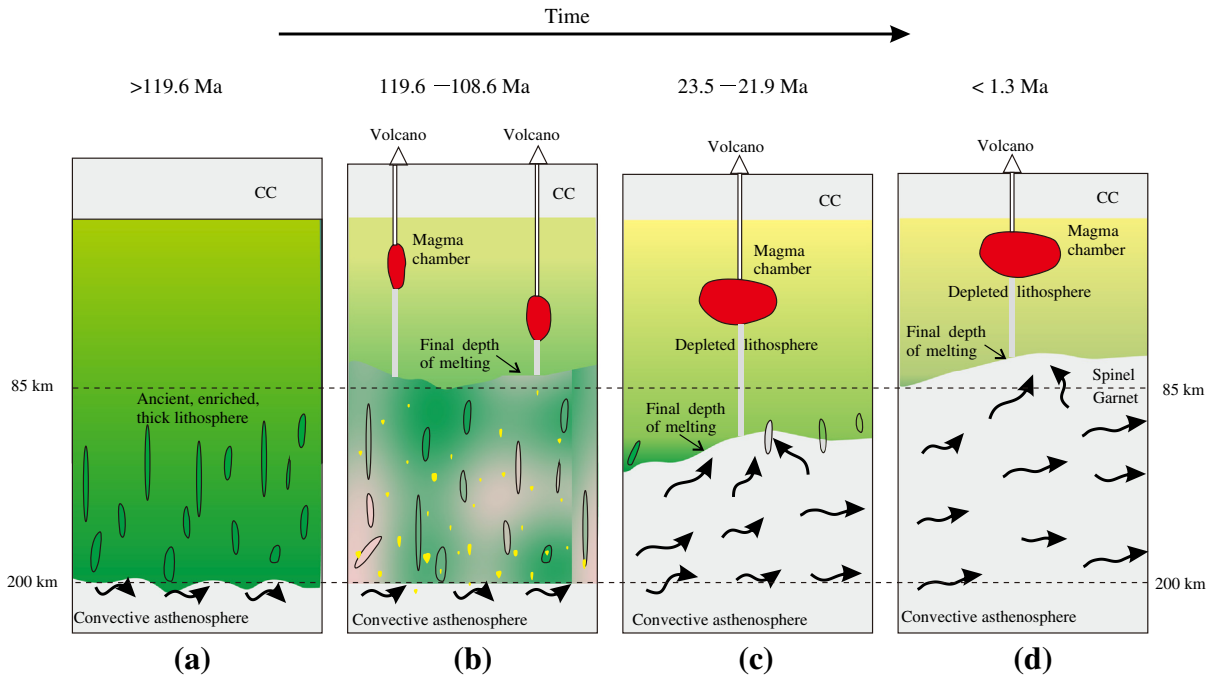 Time
>119.6 Ma
119.6 —108.6 Ma
23.5 —21.9 Ma
< 1.3 Ma
Volcano
Volcano
Volcano
Volcano
CC
CC
CC
CC
Magma
chamber
Magma
chamber
Magma
chamber
Depleted lithosphere
Depleted lithosphere
Final depth
of melting
Final depth
of melting
Final depth
of melting
85 km
85 km
Spinel
Garnet
Ancient, enriched,
thick lithosphere
200 km
200 km
Convective asthenosphere
Convective asthenosphere
Convective asthenosphere
Convective asthenosphere
(a)
(b)
(c)
(d)